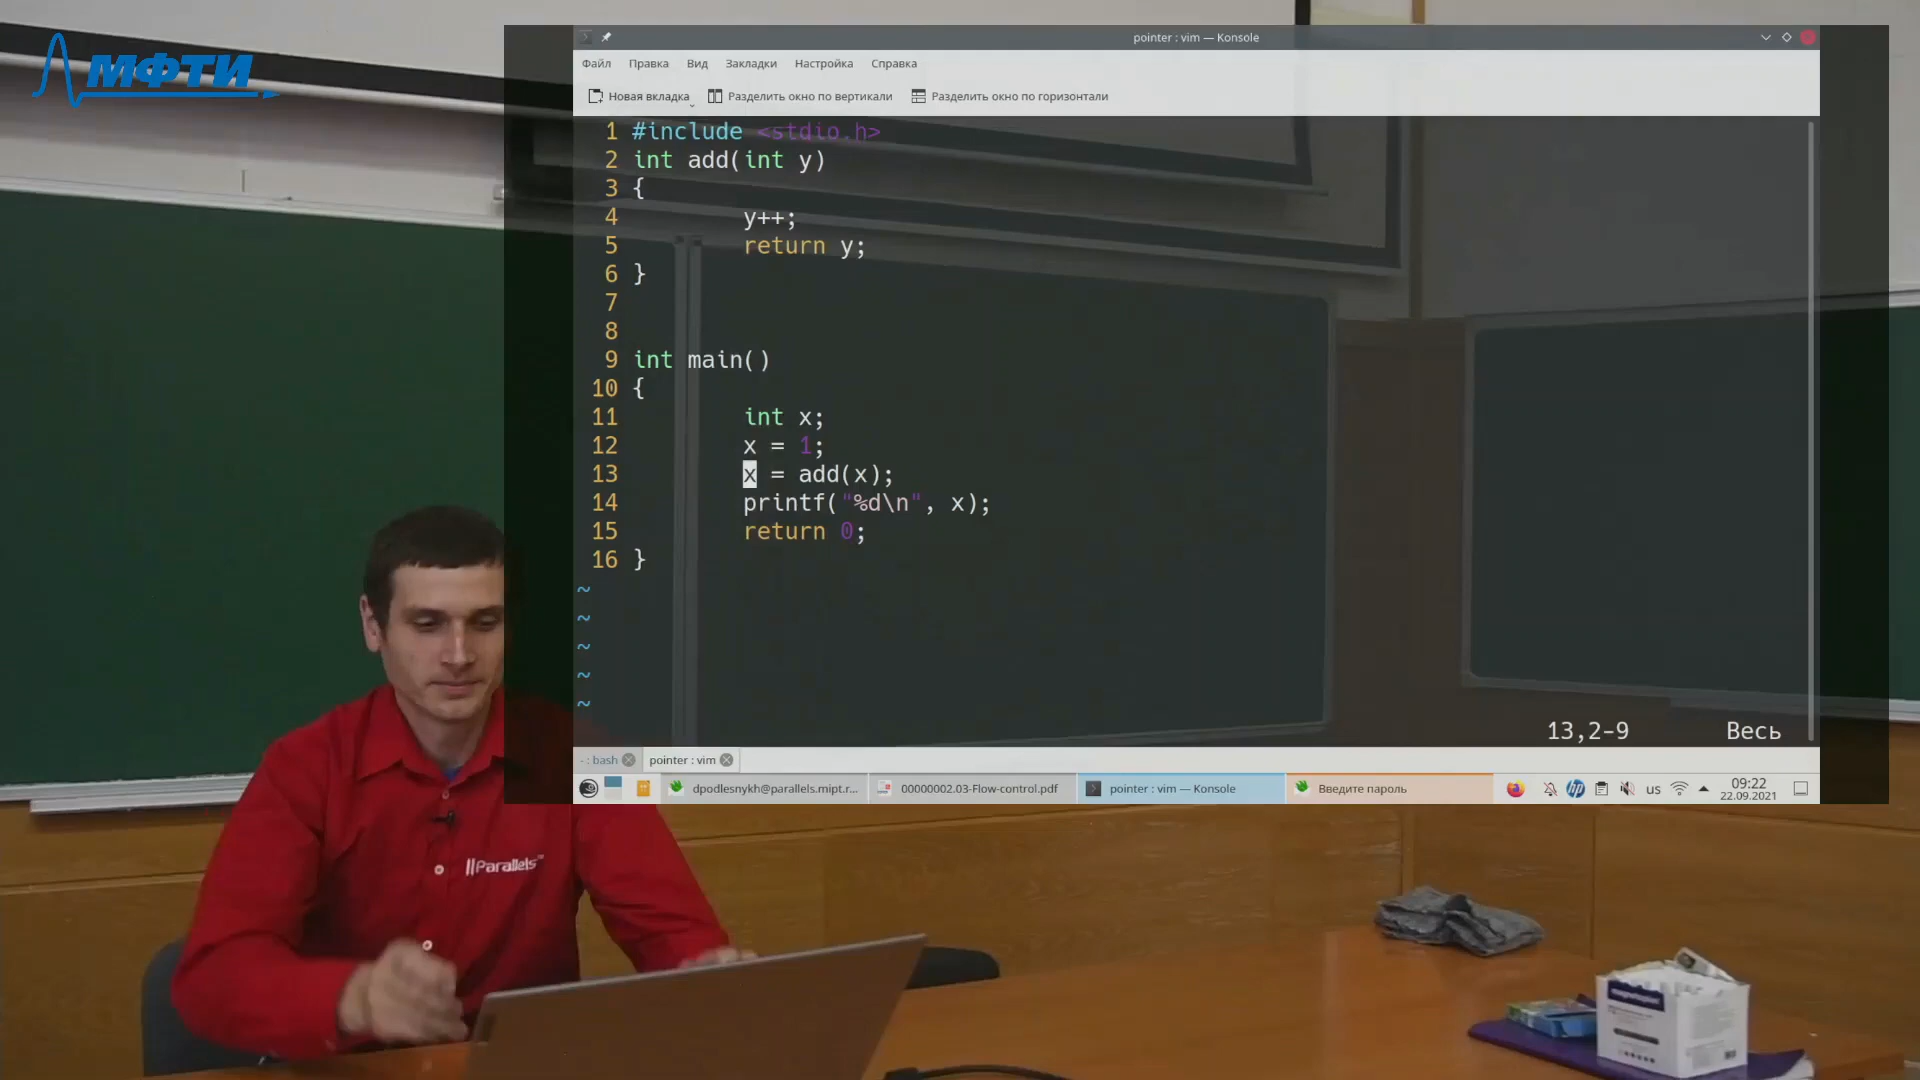 МФТИ
pointer : vim — Konsole
Файл Правка Вид Закладки Настройка Справка
Новая вкладка Разделить окно по вертикали Разделить окно по горизонтали
1 #include <stdio.h>
2 int add(int y)
3 {
4 y++;
5 return y;
6 }
7
8
9 int main()
10 {
11 int x;
12 x = 1;
13 x = add(x);
14 printf("%d\n", x);
15 return 0;
16 }
~
~
~
~
~
13,2-9 Весь
- : bash pointer : vim
dpodlesnykh@parallels.mipt.r... 00000002.03-Flow-control.pdf pointer : vim — Konsole Введите пароль hp us 09:22
22.09.2021
Parallels